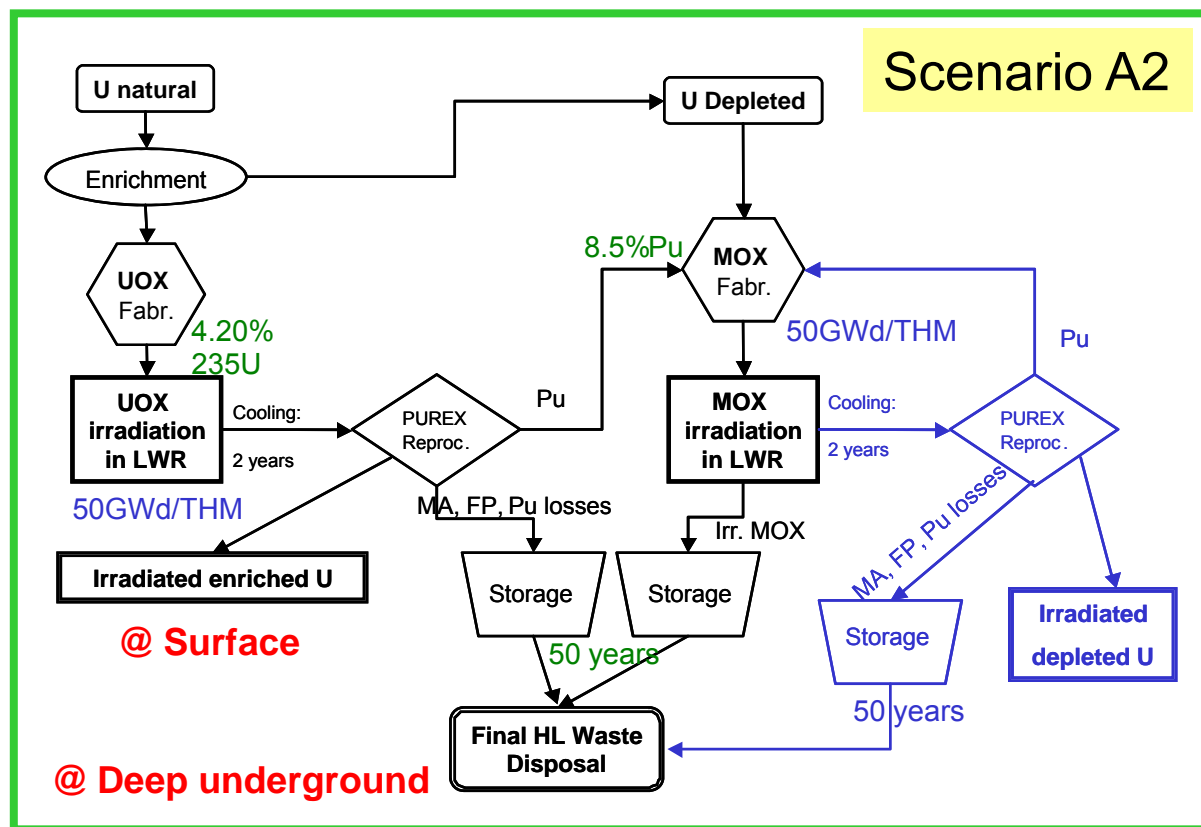 Scenario A2
U natural
U Depleted
Enrichment
UOX
Fabr.
4.20%
235U
8.5%Pu
MOX
Fabr.
50GWd/THM
Pu
UOX
irradiation
in LWR
Cooling:
2 years
PUREX
Reproc.
Pu
MOX
irradiation
in LWR
Cooling:
2 years
PUREX
Reproc.
50GWd/THM
MA, FP, Pu losses
Irr. MOX
MA, FP, Pu losses
Irradiated enriched U
Storage
Storage
Storage
Irradiated
depleted U
@ Surface
50 years
50 years
Final HL Waste
Disposal
@ Deep underground